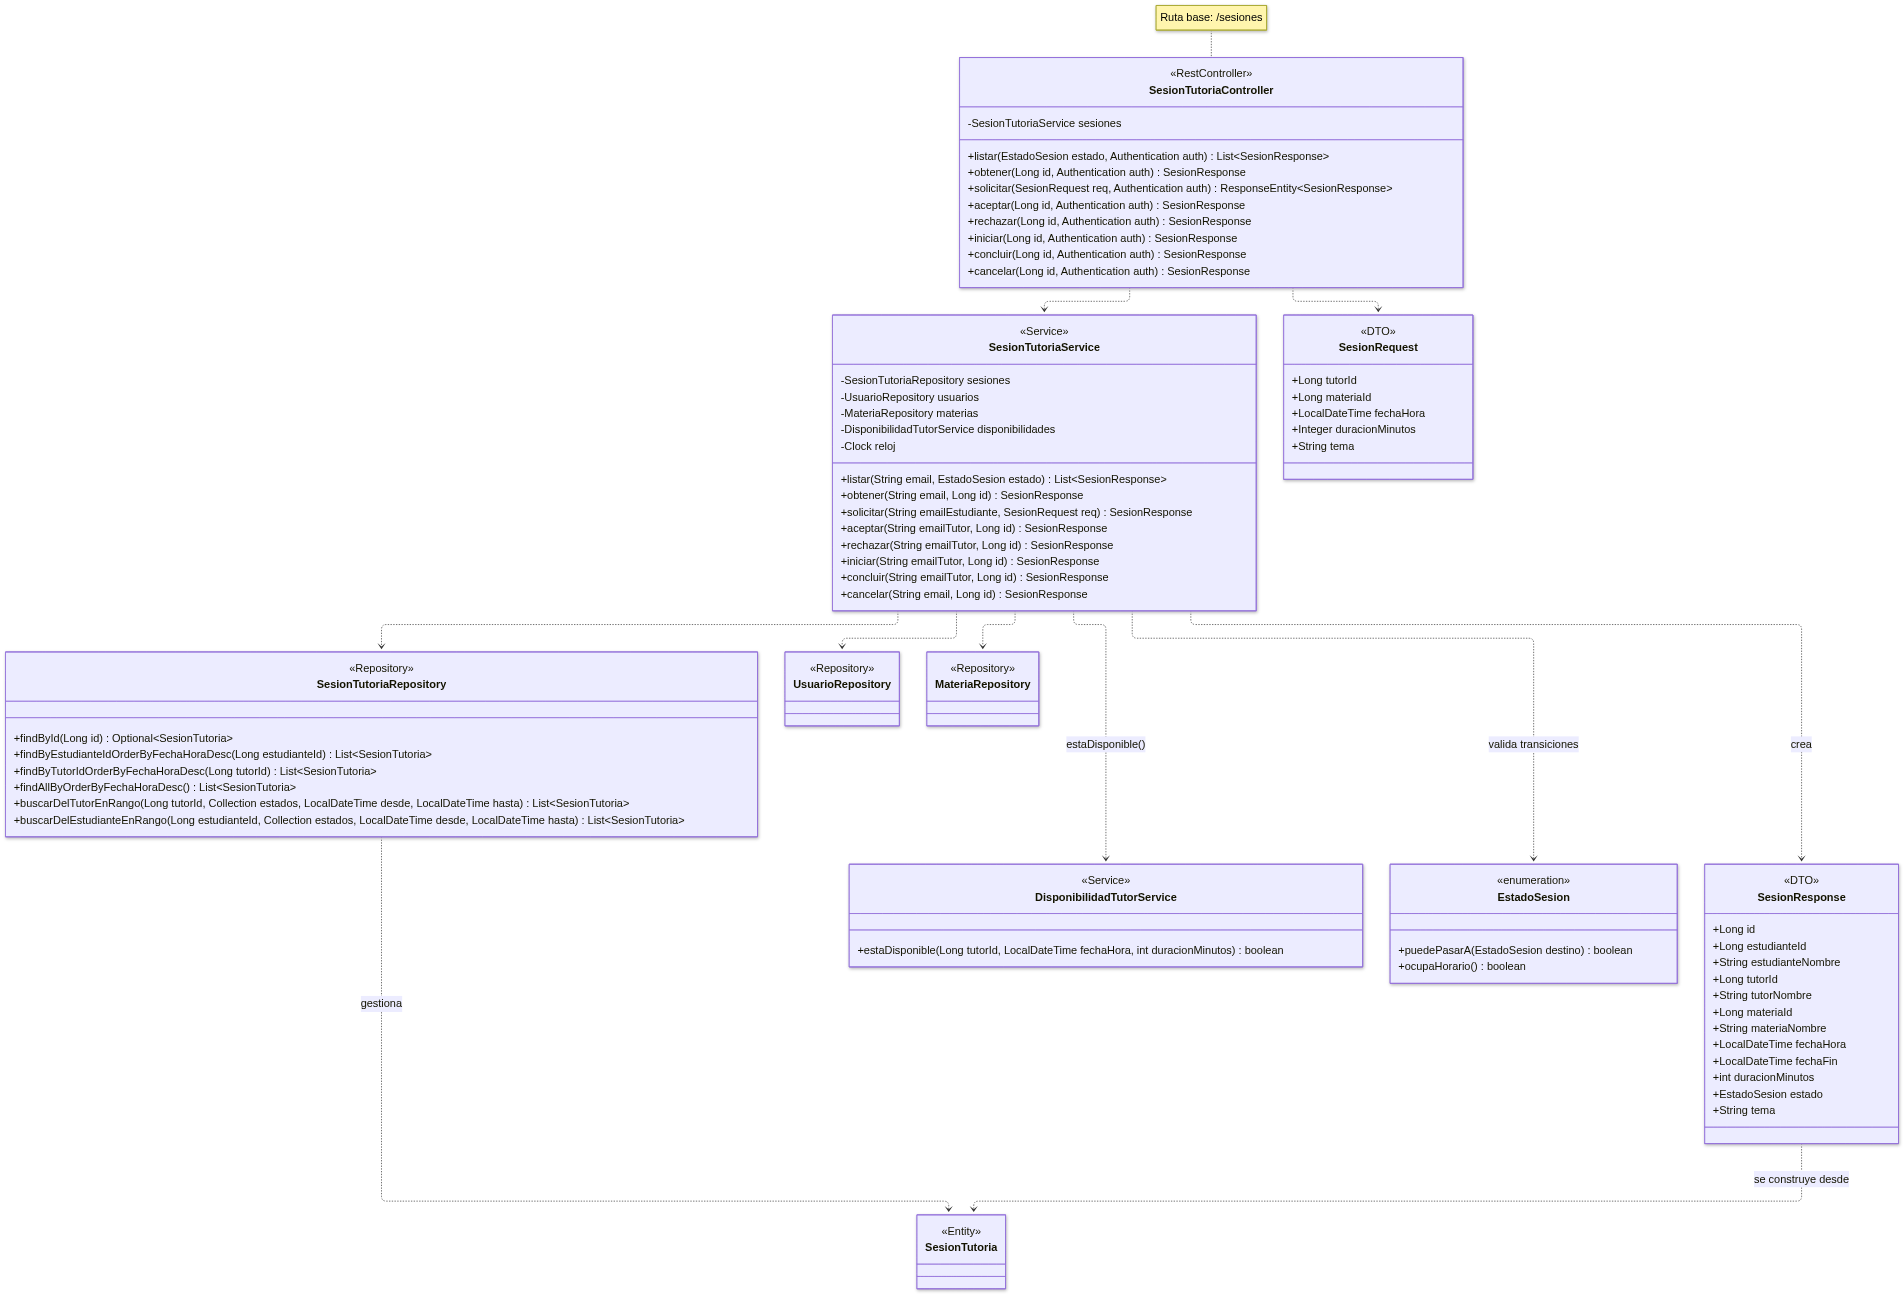 Ruta base: /sesiones
«RestController»
SesionTutoriaController
-SesionTutoriaService sesiones
+listar(EstadoSesion estado, Authentication auth) : List<SesionResponse>
+obtener(Long id, Authentication auth) : SesionResponse
+solicitar(SesionRequest req, Authentication auth) : ResponseEntity<SesionResponse>
+aceptar(Long id, Authentication auth) : SesionResponse
+rechazar(Long id, Authentication auth) : SesionResponse
+iniciar(Long id, Authentication auth) : SesionResponse
+concluir(Long id, Authentication auth) : SesionResponse
+cancelar(Long id, Authentication auth) : SesionResponse
«Service»
SesionTutoriaService
-SesionTutoriaRepository sesiones
-UsuarioRepository usuarios
-MateriaRepository materias
-DisponibilidadTutorService disponibilidades
-Clock reloj
+listar(String email, EstadoSesion estado) : List<SesionResponse>
+obtener(String email, Long id) : SesionResponse
+solicitar(String emailEstudiante, SesionRequest req) : SesionResponse
+aceptar(String emailTutor, Long id) : SesionResponse
+rechazar(String emailTutor, Long id) : SesionResponse
+iniciar(String emailTutor, Long id) : SesionResponse
+concluir(String emailTutor, Long id) : SesionResponse
+cancelar(String email, Long id) : SesionResponse
«DTO»
SesionRequest
+Long tutorId
+Long materiaId
+LocalDateTime fechaHora
+Integer duracionMinutos
+String tema
«Repository»
SesionTutoriaRepository
+findById(Long id) : Optional<SesionTutoria>
+findByEstudianteIdOrderByFechaHoraDesc(Long estudianteId) : List<SesionTutoria>
+findByTutorIdOrderByFechaHoraDesc(Long tutorId) : List<SesionTutoria>
+findAllByOrderByFechaHoraDesc() : List<SesionTutoria>
+buscarDelTutorEnRango(Long tutorId, Collection estados, LocalDateTime desde, LocalDateTime hasta) : List<SesionTutoria>
+buscarDelEstudianteEnRango(Long estudianteId, Collection estados, LocalDateTime desde, LocalDateTime hasta) : List<SesionTutoria>
«Repository»
UsuarioRepository
«Repository»
MateriaRepository
estaDisponible()
valida transiciones
crea
«Service»
DisponibilidadTutorService
+estaDisponible(Long tutorId, LocalDateTime fechaHora, int duracionMinutos) : boolean
«enumeration»
EstadoSesion
+puedePasarA(EstadoSesion destino) : boolean
+ocupaHorario() : boolean
«DTO»
SesionResponse
+Long id
+Long estudianteId
+String estudianteNombre
+Long tutorId
+String tutorNombre
+Long materiaId
+String materiaNombre
+LocalDateTime fechaHora
+LocalDateTime fechaFin
+int duracionMinutos
+EstadoSesion estado
+String tema
gestiona
se construye desde
«Entity»
SesionTutoria